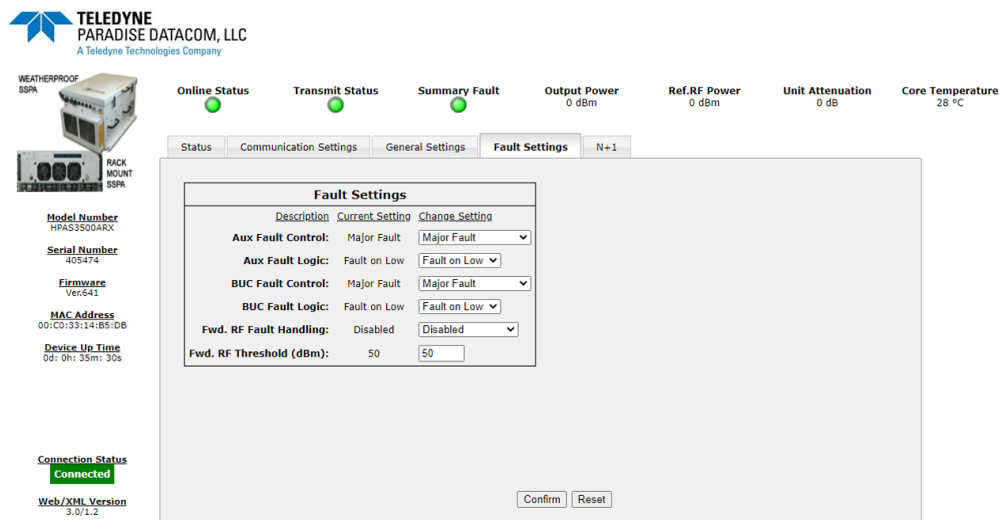 TELEDYNE
PARADISE DATACOM, LLC
A Teledyne Technologies Company
WEATHERPROOF
SSPA
RACK
MOUNT
SSPA
Online Status Transmit Status Summary Fault Output Power Ref.RF Power Unit Attenuation Core Temperature
0 dBm 0 dBm 0 dB 28 ºC
Status Communication Settings General Settings Fault Settings N+1
Model Number
HPAS3500ARX
Serial Number
405474
Firmware
Ver.641
MAC Address
00:C0:33:14:B5:DB
Device Up Time
0d: 0h: 35m: 30s
Connection Status
Connected
Web/XML Version
3.0/1.2
Fault Settings
Description Current Setting Change Setting
Aux Fault Control: Major Fault Major Fault
Aux Fault Logic: Fault on Low Fault on Low
BUC Fault Control: Major Fault Major Fault
BUC Fault Logic: Fault on Low Fault on Low
Fwd. RF Fault Handling: Disabled Disabled
Fwd. RF Threshold (dBm): 50 50
Confirm Reset